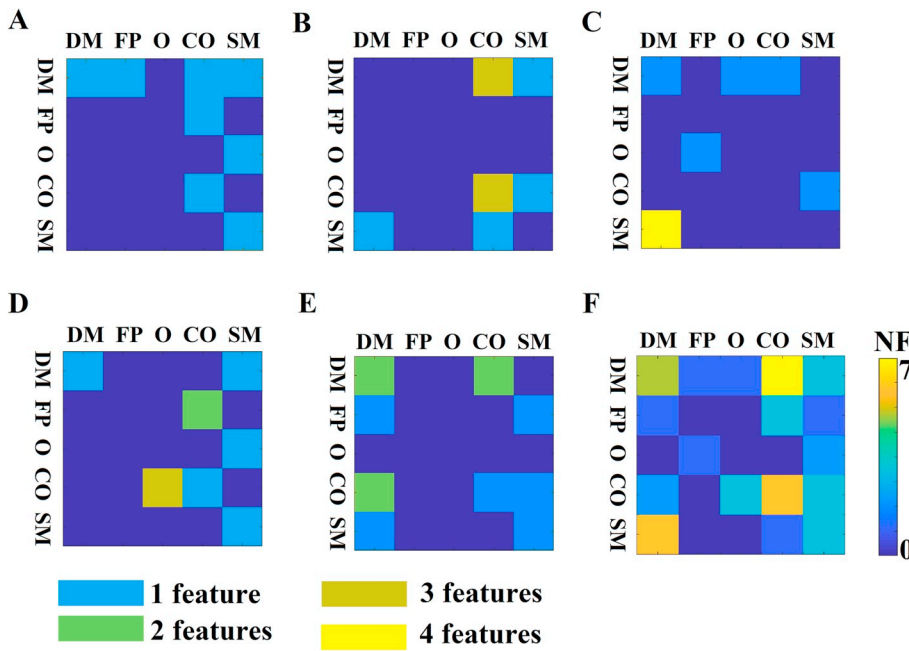 A
DM FP O CO SM
DM
FP
O
CO
SM
B
DM FP O CO SM
DM
FP
O
CO
SM
C
DM FP O CO SM
DM
FP
O
CO
SM
D
DM FP O CO SM
DM
FP
O
CO
SM
E
DM FP O CO SM
DM
FP
O
CO
SM
F
DM FP O CO SM
DM
FP
O
CO
SM
NF
7
0
1 feature
2 features
3 features
4 features